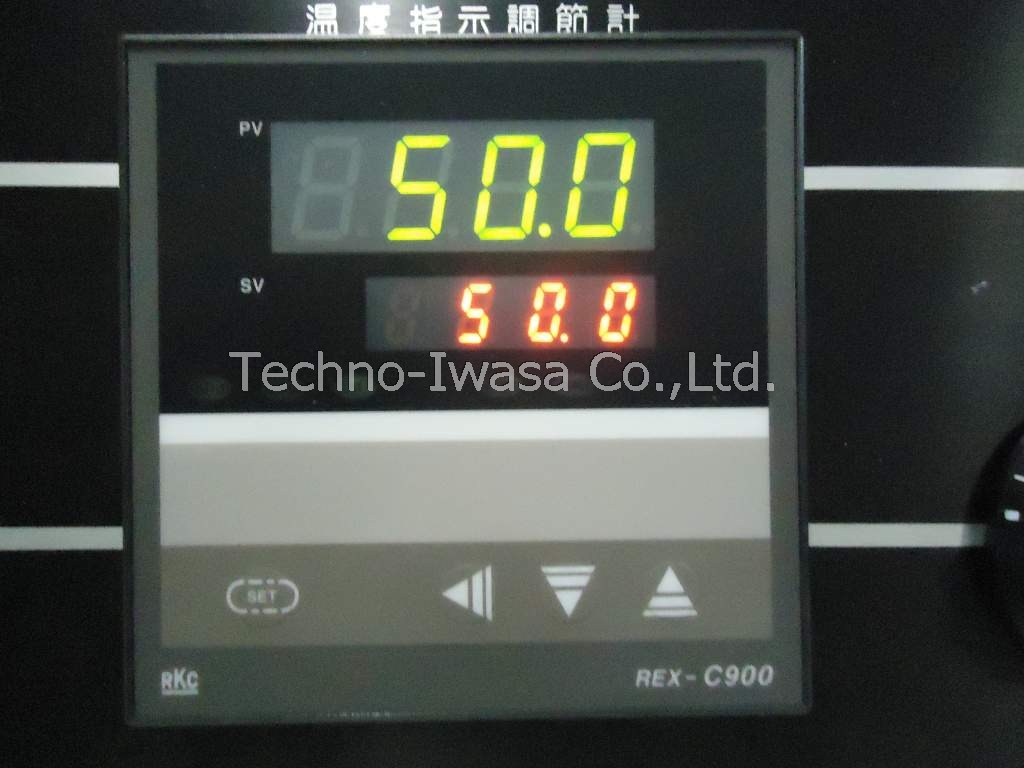 温度指示調節計
PV 50.0
SV 50.0
Techno-Iwasa Co.,Ltd.
SET
RKC REX-C900